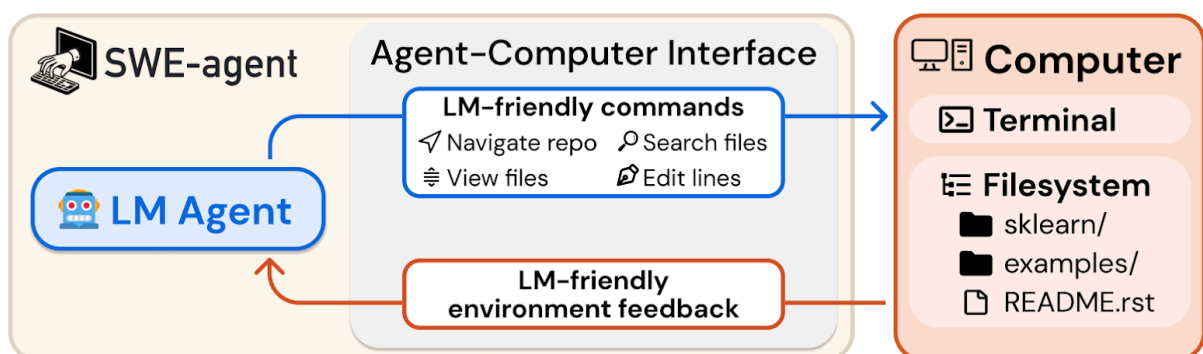 SWE-agent
Agent-Computer Interface
LM-friendly commands
Navigate repo
Search files
View files
Edit lines
LM Agent
LM-friendly
environment feedback
Computer
Terminal
Filesystem
sklearn/
examples/
README.rst